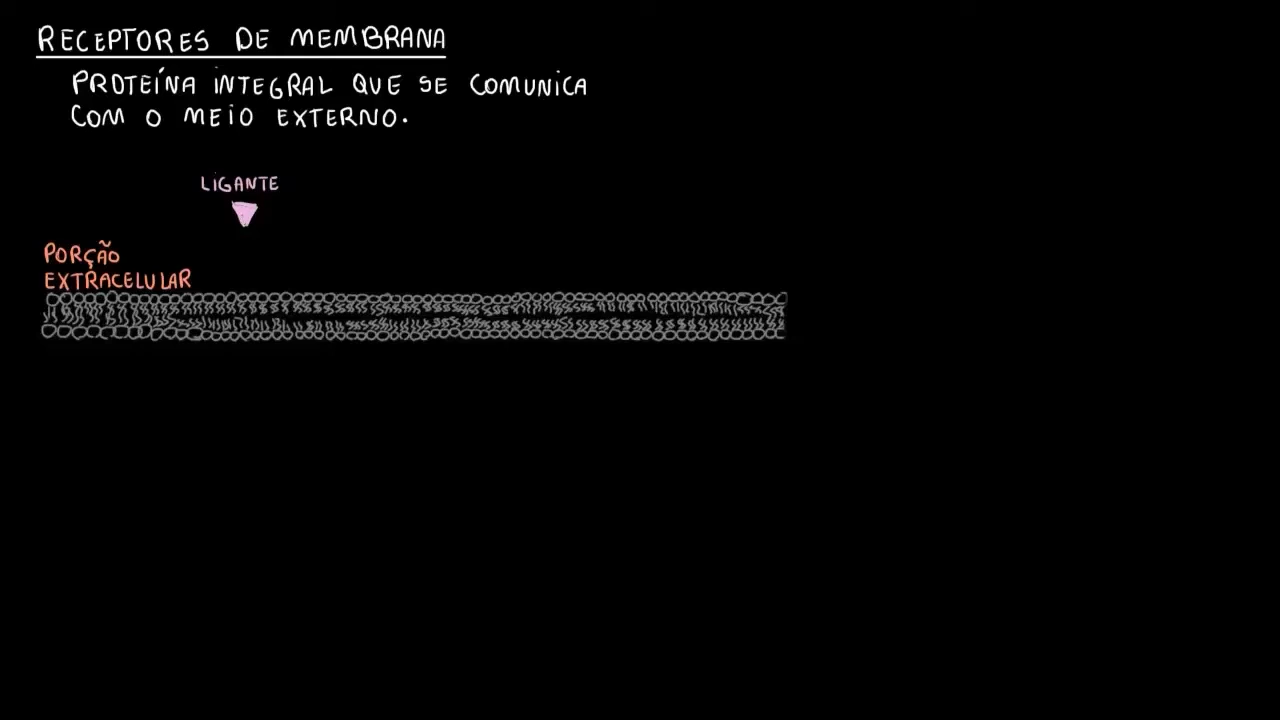 RECEPTORES DE MEMBRANA
PROTEÍNA INTEGRAL QUE SE COMUNICA
COM O MEIO EXTERNO.
LIGANTE
PORÇÃO
EXTRACELULAR